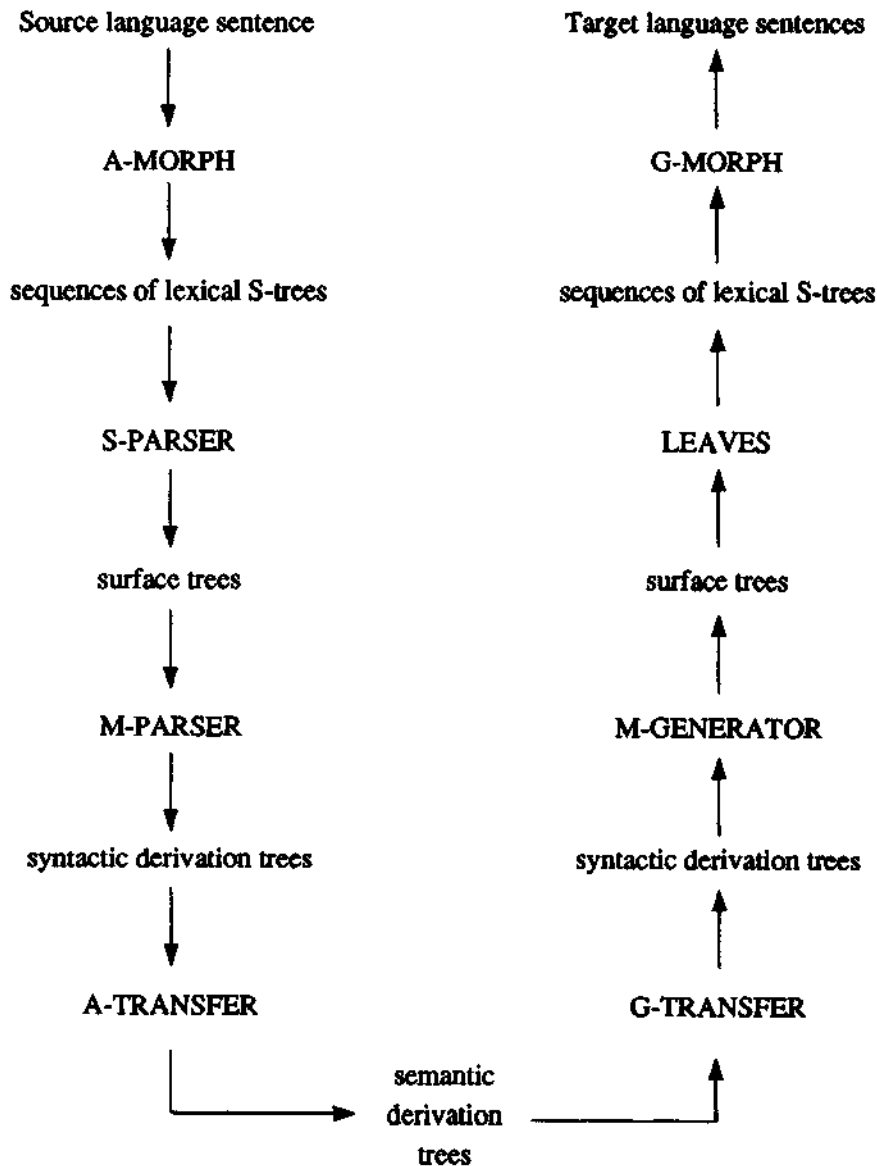 Source language sentence
A-MORPH
sequences of lexical S-trees
S-PARSER
surface trees
M-PARSER
syntactic derivation trees
A-TRANSFER
semantic
derivation
trees
Target language sentences
G-MORPH
sequences of lexical S-trees
LEAVES
surface trees
M-GENERATOR
syntactic derivation trees
G-TRANSFER